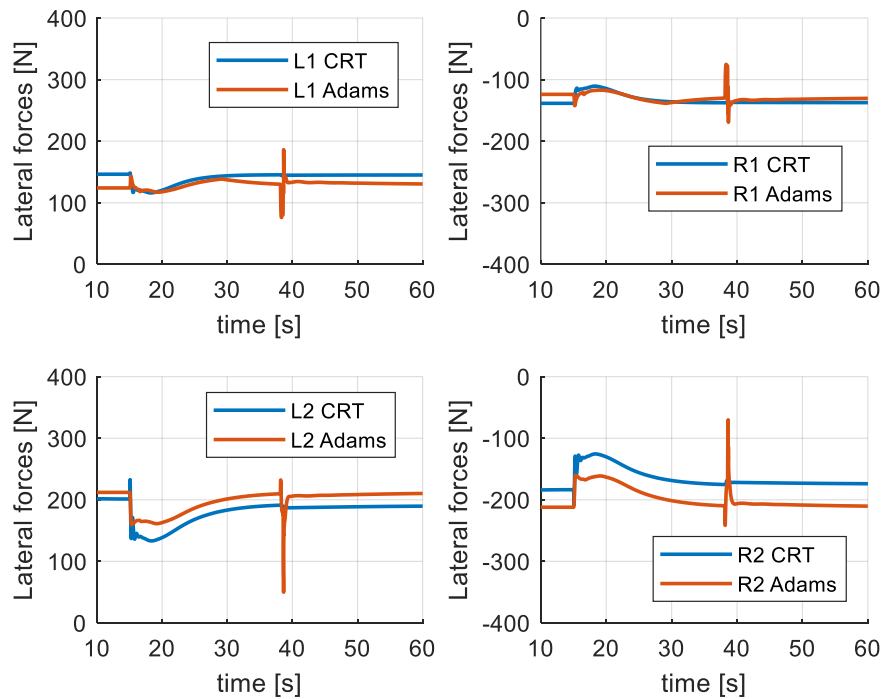 400
300
200
100
0
Lateral forces [N]
L1 CRT
L1 Adams
10 20 30 40 50 60
time [s]
-0
-100
-200
-300
-400
Lateral forces [N]
R1 CRT
R1 Adams
10 20 30 40 50 60
time [s]
400
300
200
100
0
Lateral forces [N]
L2 CRT
L2 Adams
10 20 30 40 50 60
time [s]
-0
-100
-200
-300
-400
Lateral forces [N]
R2 CRT
R2 Adams
10 20 30 40 50 60
time [s]